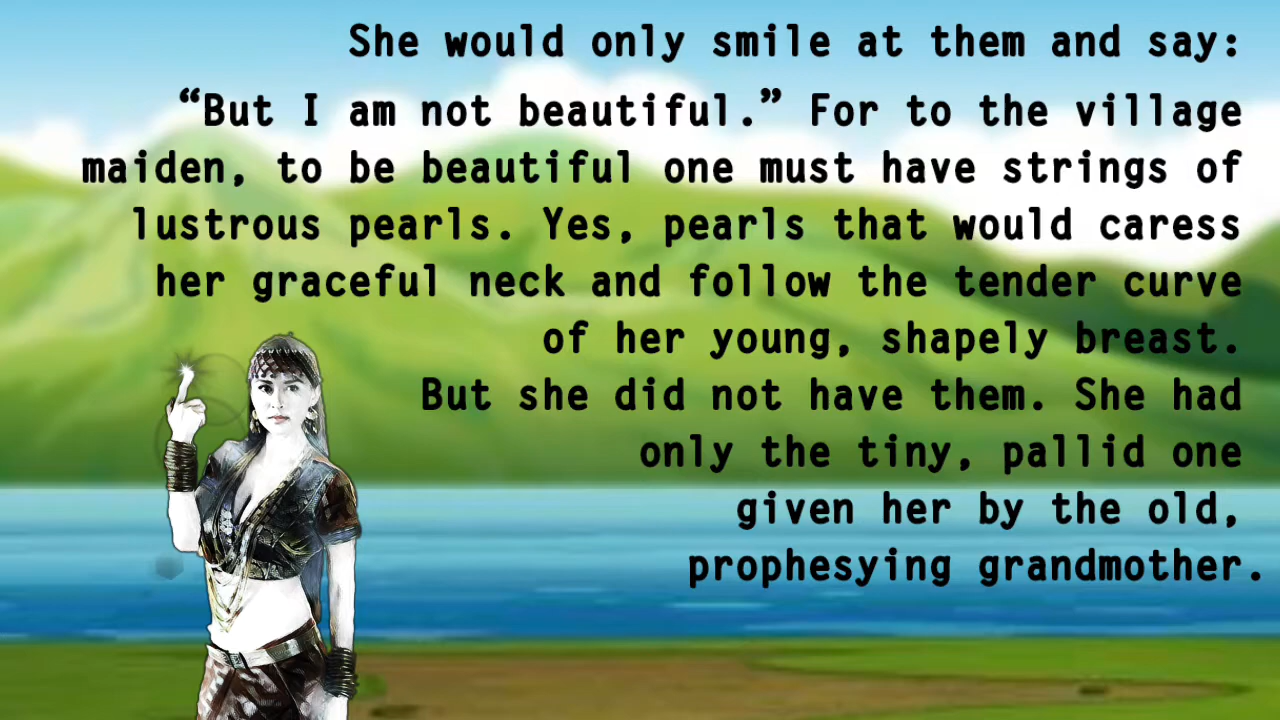 She would only smile at them and say:
“But I am not beautiful.” For to the village
maiden, to be beautiful one must have strings of
lustrous pearls. Yes, pearls that would caress
her graceful neck and follow the tender curve
of her young, shapely breast.
But she did not have them. She had
only the tiny, pallid one
given her by the old,
prophesying grandmother.